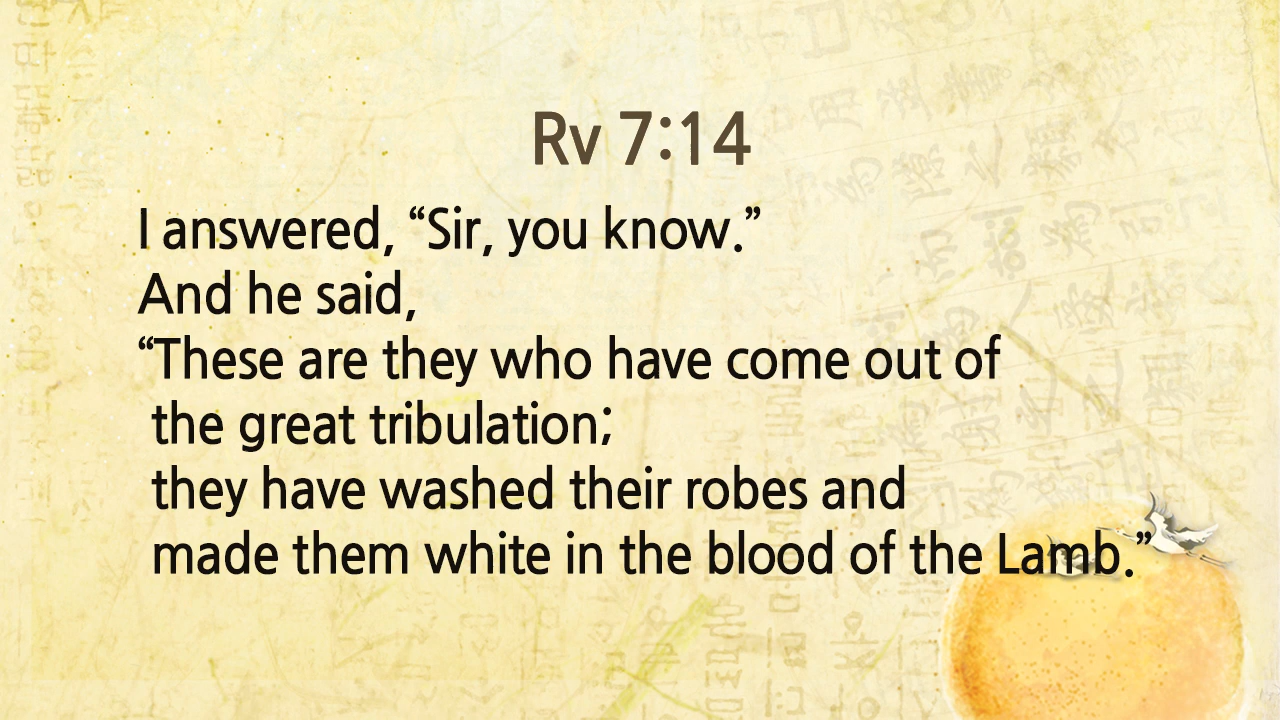 Rv 7:14
I answered, “Sir, you know.”
And he said,
“These are they who have come out of
the great tribulation;
they have washed their robes and
made them white in the blood of the Lamb.”